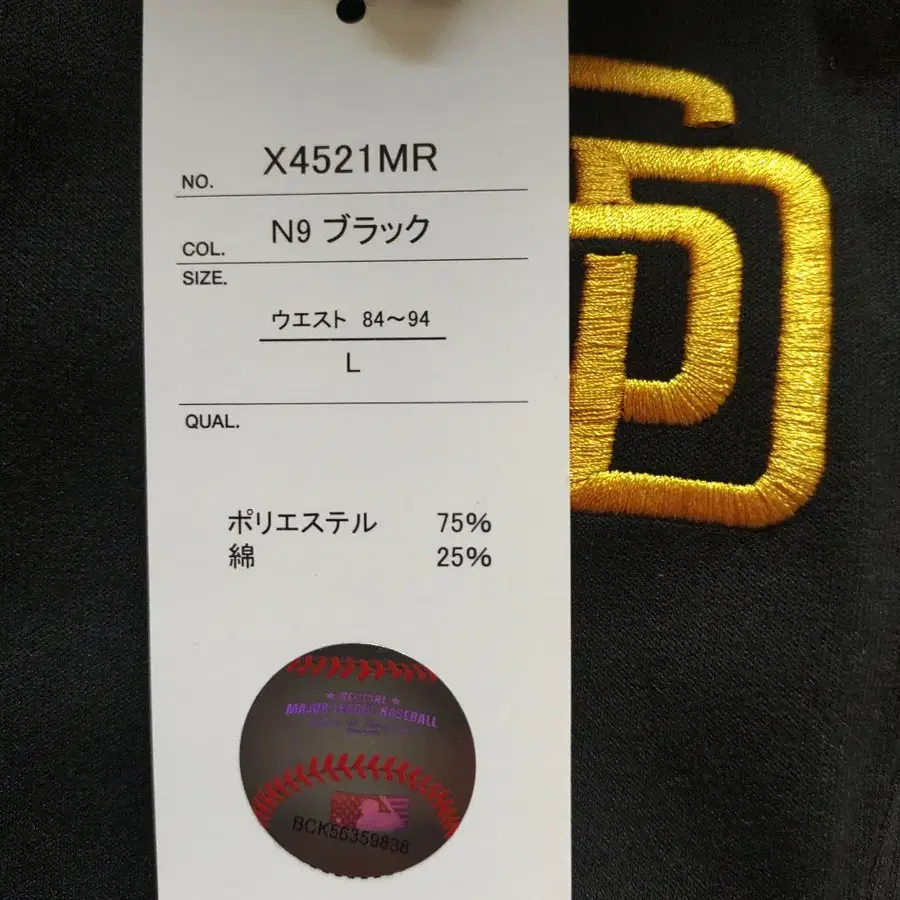 NO. X4521MR
COL. N9 ブラック
SIZE.
ウエスト 84～94
L
QUAL.
ポリエステル 75%
綿 25%
OFFICIAL
MAJOR LEAGUE BASEBALL
BCK56359838